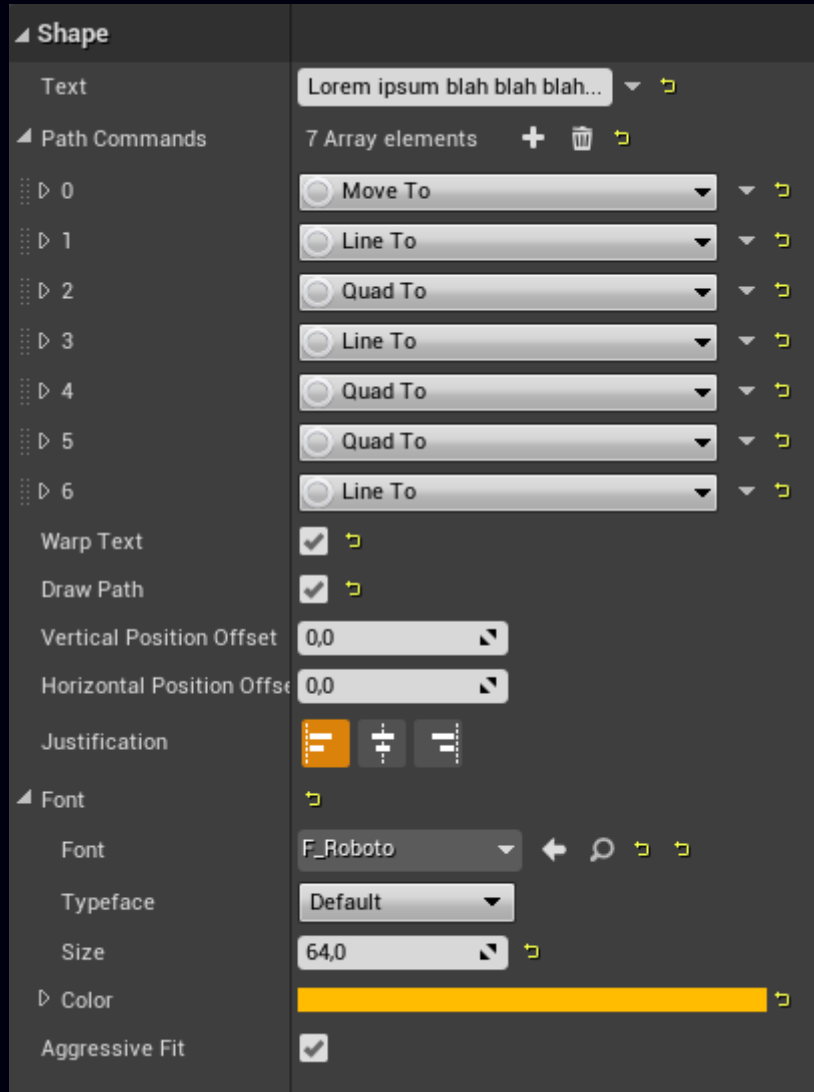 Shape
Text Lorem ipsum blah blah blah...
Path Commands 7 Array elements
0 Move To
1 Line To
2 Quad To
3 Line To
4 Quad To
5 Quad To
6 Line To
Warp Text
Draw Path
Vertical Position Offset 0,0
Horizontal Position Offse 0,0
Justification
Font
Font F_Roboto
Typeface Default
Size 64,0
Color
Aggressive Fit